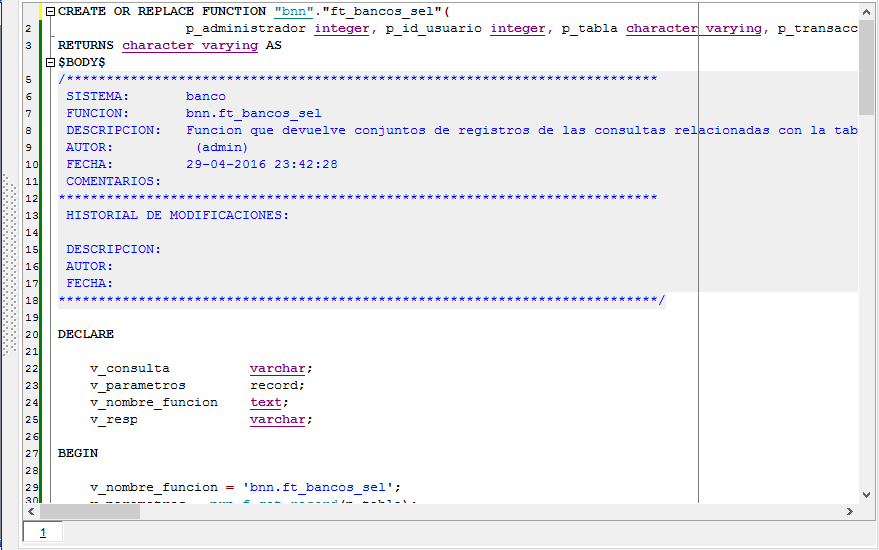 CREATE OR REPLACE FUNCTION "bnn"."ft_bancos_sel"(
2 p_administrador integer, p_id_usuario integer, p_tabla character varying, p_transacc
3 RETURNS character varying AS
$BODY$
5 /**************************************************************************
6 SISTEMA: banco
7 FUNCION: bnn.ft_bancos_sel
8 DESCRIPCION: Funcion que devuelve conjuntos de registros de las consultas relacionadas con la tab
9 AUTOR: (admin)
10 FECHA: 29-04-2016 23:42:28
11 COMENTARIOS:
12 ***************************************************************************
13 HISTORIAL DE MODIFICACIONES:
14
15 DESCRIPCION:
16 AUTOR:
17 FECHA:
18 ***************************************************************************/
19
20 DECLARE
21
22 v_consulta varchar;
23 v_parametros record;
24 v_nombre_funcion text;
25 v_resp varchar;
26
27 BEGIN
28
29 v_nombre_funcion = 'bnn.ft_bancos_sel';
30
1